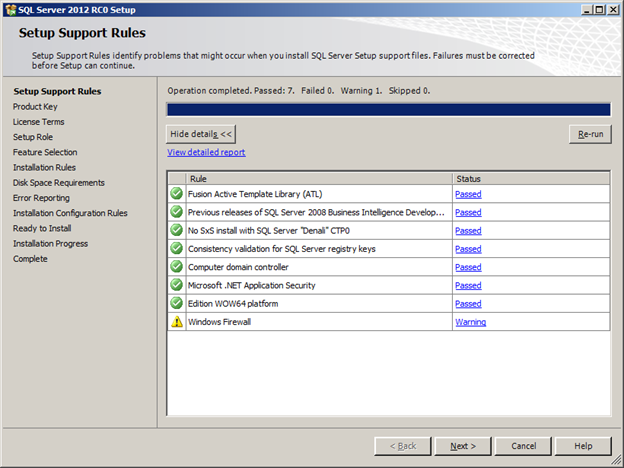 SQL Server 2012 RC0 Setup
Setup Support Rules
Setup Support Rules identify problems that might occur when you install SQL Server Setup support files. Failures must be corrected
before Setup can continue.
Setup Support Rules
Product Key
License Terms
Setup Role
Feature Selection
Installation Rules
Disk Space Requirements
Error Reporting
Installation Configuration Rules
Ready to Install
Installation Progress
Complete
Operation completed. Passed: 7. Failed 0. Warning 1. Skipped 0.
Hide details << Re-run
View detailed report
Rule Status
Fusion Active Template Library (ATL) Passed
Previous releases of SQL Server 2008 Business Intelligence Develop... Passed
No SxS install with SQL Server "Denali" CTP0 Passed
Consistency validation for SQL Server registry keys Passed
Computer domain controller Passed
Microsoft .NET Application Security Passed
Edition WOW64 platform Passed
Windows Firewall Warning
< Back Next > Cancel Help